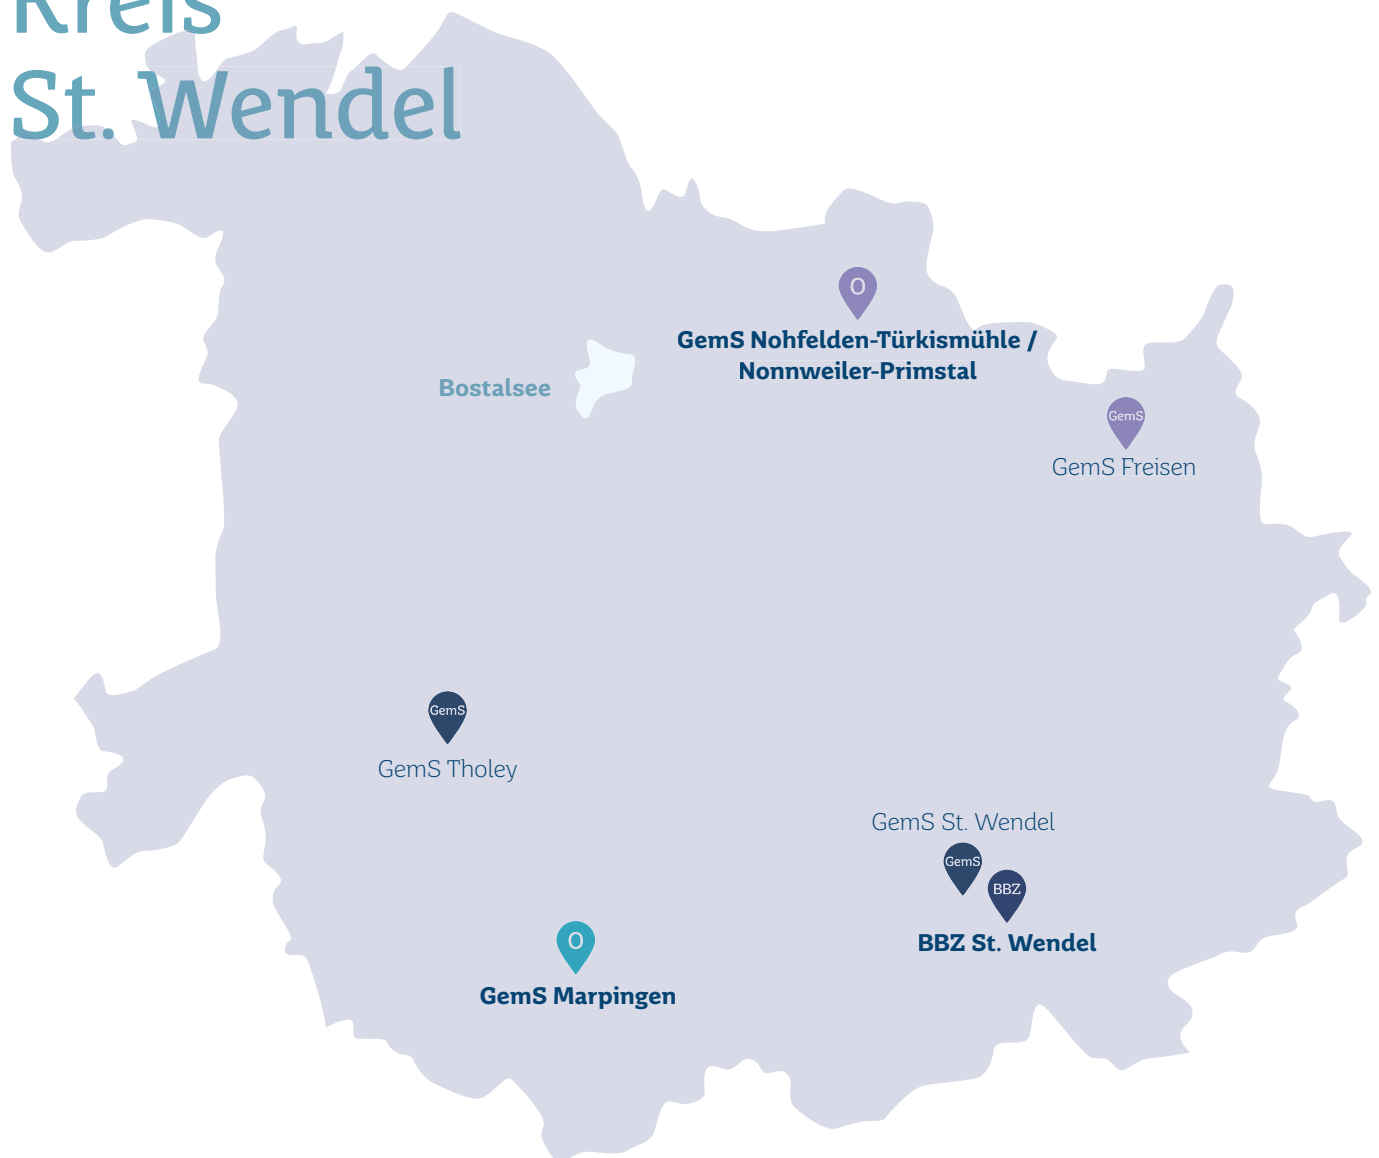 Kreis
St. Wendel
O
GemS Nohfelden-Türkismühle /
Nonnweiler-Primstal
Bostalsee
GemS
GemS Freisen
GemS
GemS Tholey
GemS St. Wendel
GemS
BBZ
BBZ St. Wendel
O
GemS Marpingen